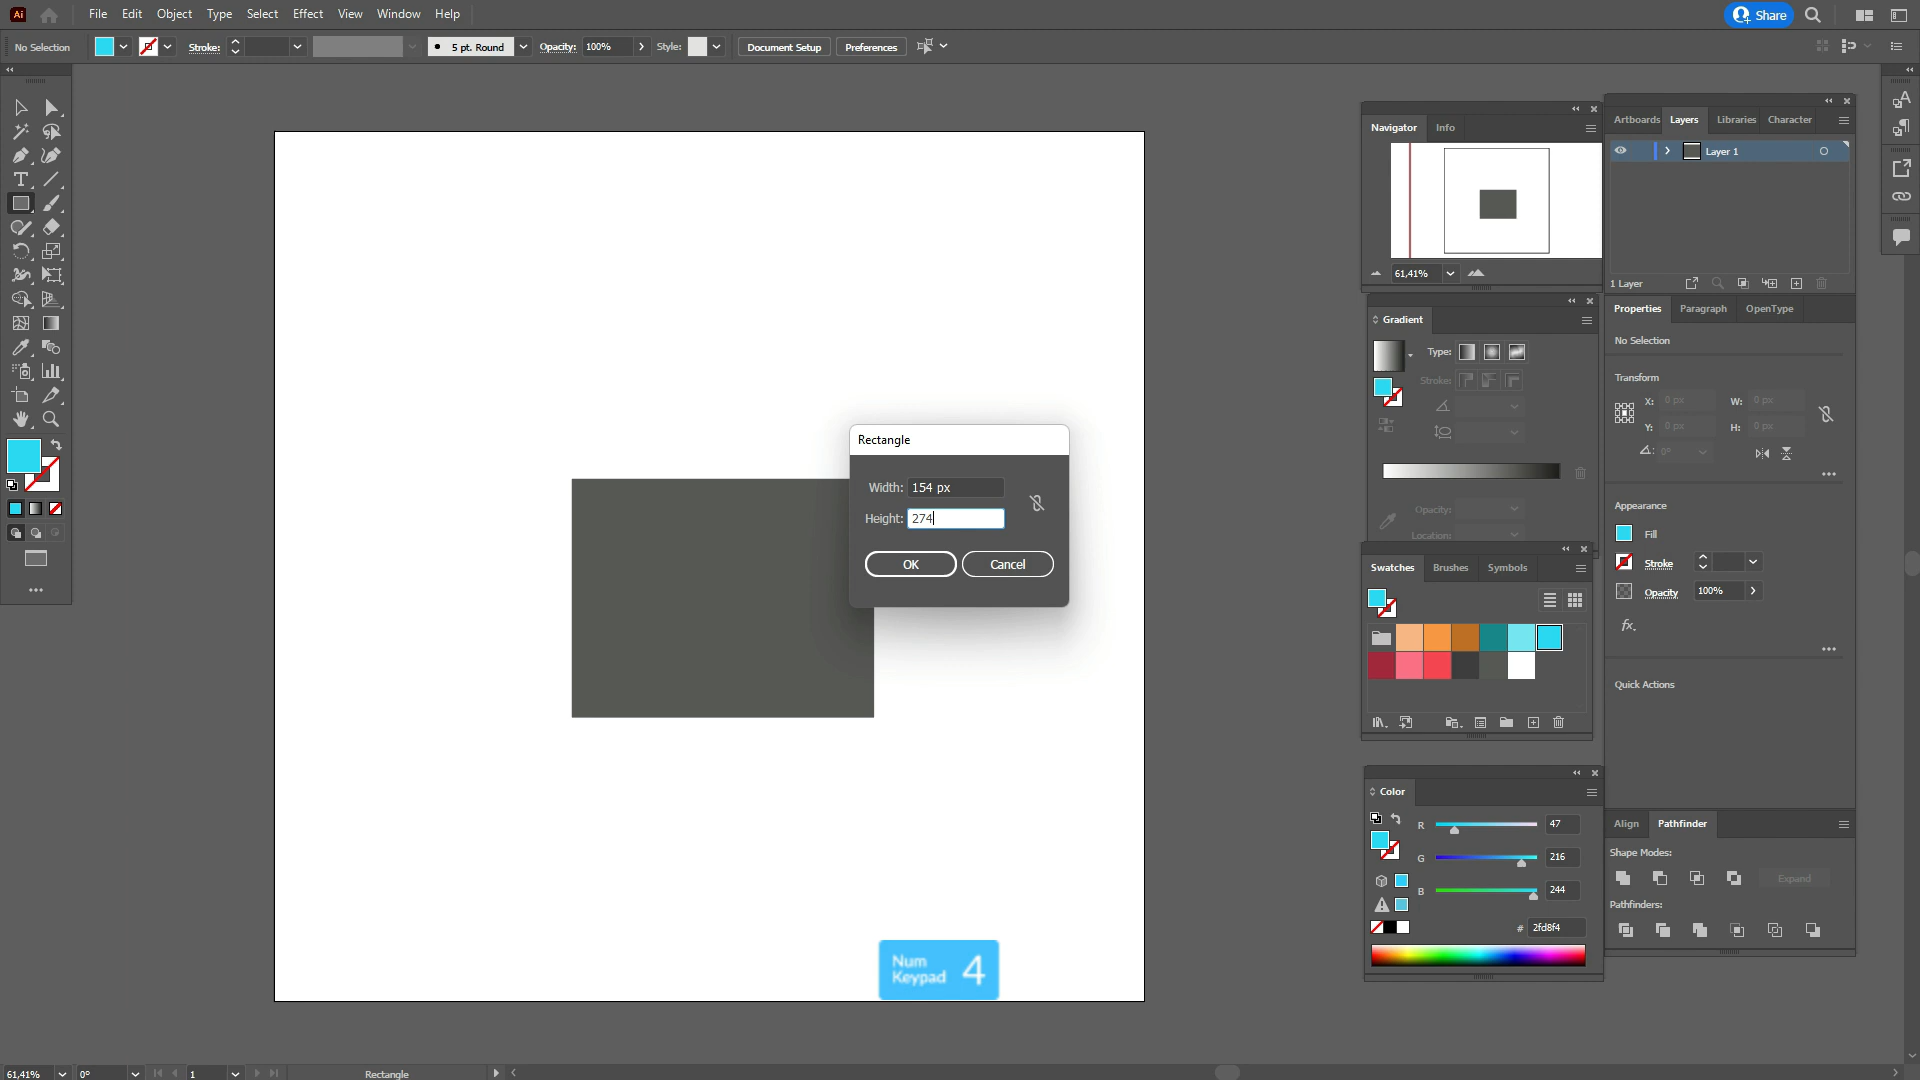 Ai File Edit Object Type Select Effect View Window Help Share
No Selection Stroke: 5 pt. Round Opacity: 100% Style: Document Setup Preferences
Navigator Info
61,41%
Artboards Layers Libraries Character
Layer 1
1 Layer
Gradient
Type:
Stroke:
Opacity:
Location:
Properties Paragraph OpenType
No Selection
Transform
X: 0 px W: 0 px
Y: 0 px H: 0 px
0°
Appearance
Fill
Stroke
Opacity 100%
fx.
Quick Actions
Rectangle
Width: 154 px
Height: 274
OK Cancel
Swatches Brushes Symbols
Color
R 47
G 216
B 244
# 2fd8f4
Align Pathfinder
Shape Modes:
Expand
Pathfinders:
Num
Keypad 4
61,41% 0° 1 Rectangle